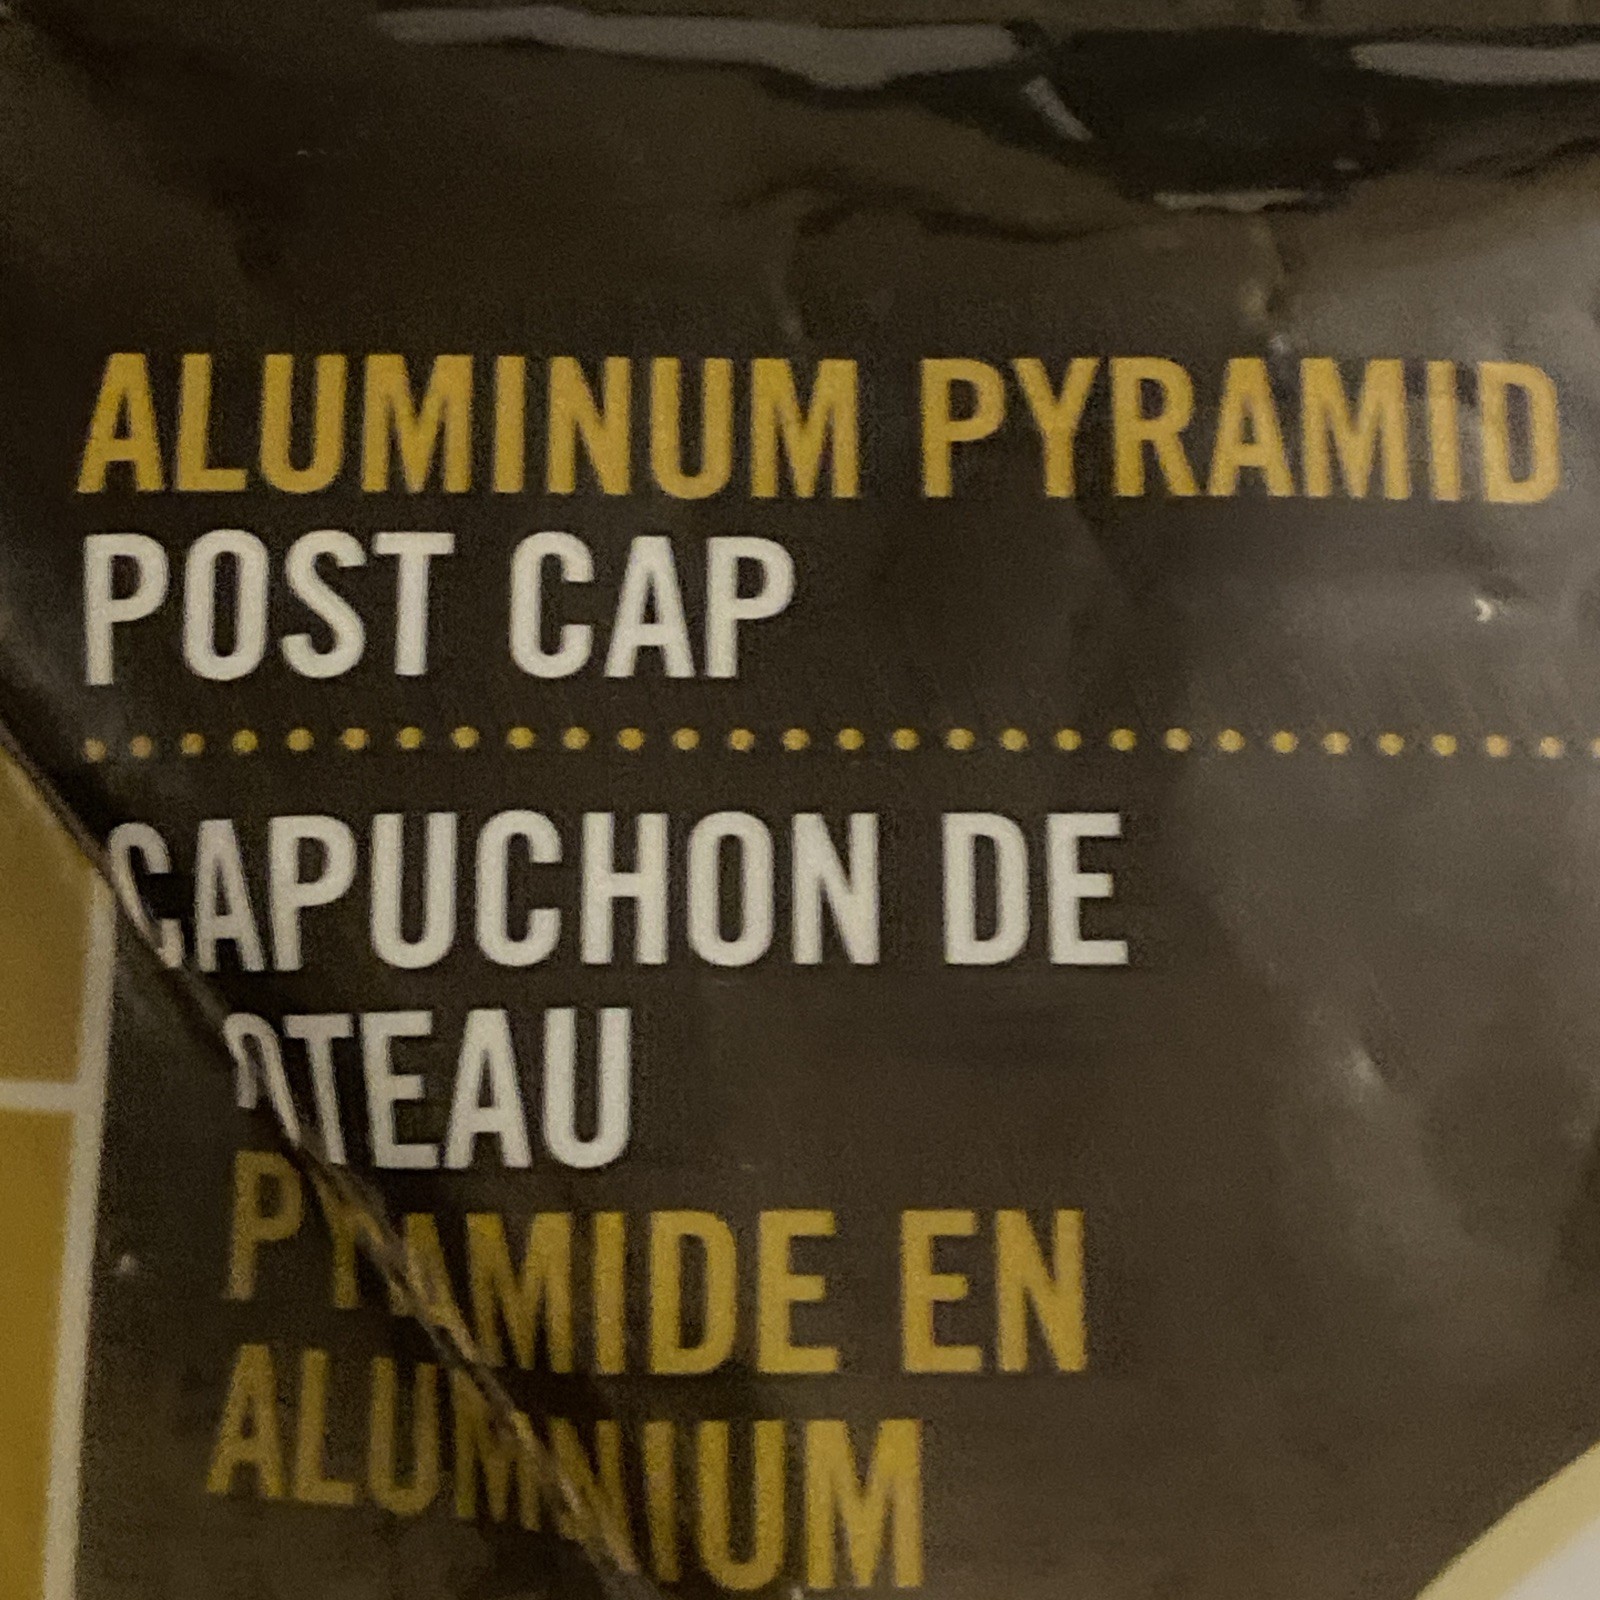 ALUMINUM PYRAMID
POST CAP
CAPUCHON DE
POTEAU
PYRAMIDE EN
ALUMINIUM